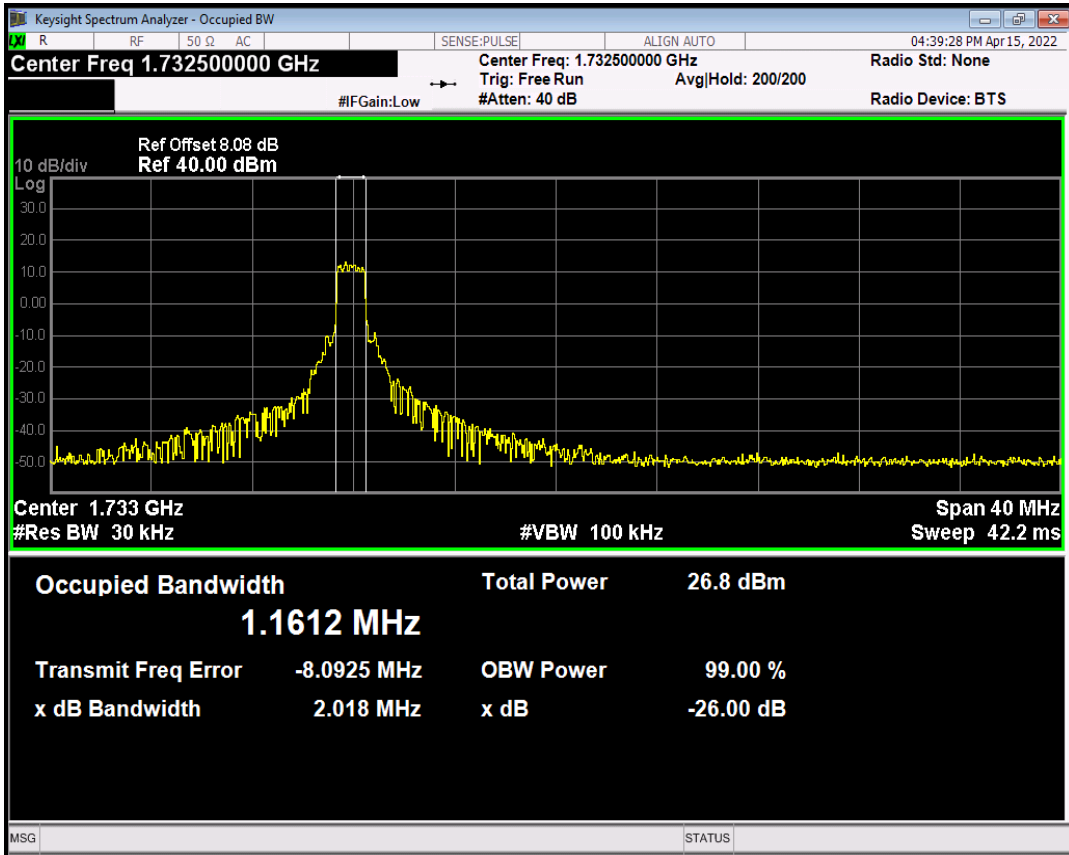 Keysight Spectrum Analyzer - Occupied BW
LXI R RF 50 Ω AC SENSE:PULSE ALIGN AUTO 04:39:28 PM Apr 15, 2022
Center Freq 1.732500000 GHz Center Freq: 1.732500000 GHz Radio Std: None
Trig: Free Run Avg|Hold: 200/200
#IFGain:Low #Atten: 40 dB Radio Device: BTS
Ref Offset 8.08 dB
10 dB/div Ref 40.00 dBm
Log
30.0
20.0
10.0
0.00
-10.0
-20.0
-30.0
-40.0
-50.0
Center 1.733 GHz Span 40 MHz
#Res BW 30 kHz #VBW 100 kHz Sweep 42.2 ms
Occupied Bandwidth Total Power 26.8 dBm
1.1612 MHz
Transmit Freq Error -8.0925 MHz OBW Power 99.00 %
x dB Bandwidth 2.018 MHz x dB -26.00 dB
MSG STATUS